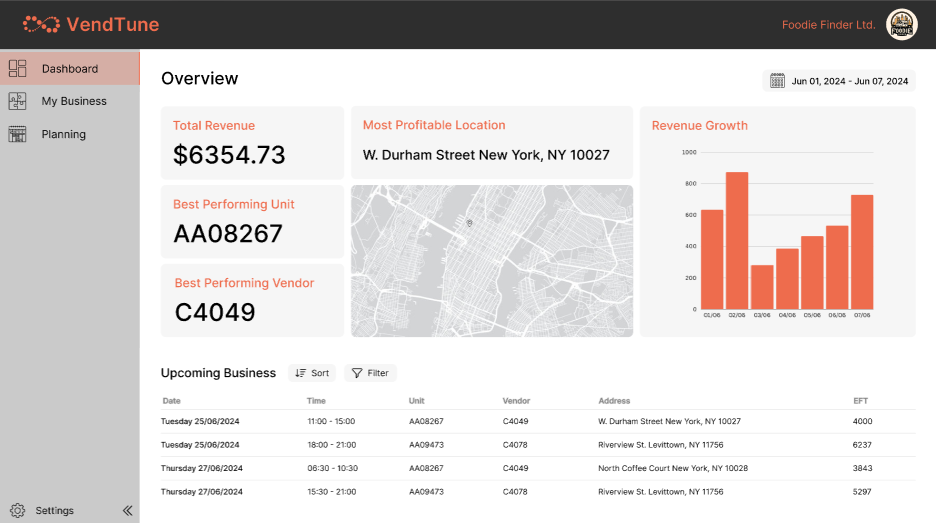 VendTune
Foodie Finder Ltd.
FOODIE
Dashboard
My Business
Planning
Settings
Overview
Jun 01, 2024 - Jun 07, 2024
Total Revenue
$6354.73
Best Performing Unit
AA08267
Best Performing Vendor
C4049
Most Profitable Location
W. Durham Street New York, NY 10027
Revenue Growth
1000
800
600
400
200
0
01/06 02/06 03/06 04/06 05/06 06/06 07/06
Upcoming Business Sort Filter
Date Time Unit Vendor Address EFT
Tuesday 25/06/2024 11:00 - 15:00 AA08267 C4049 W. Durham Street New York, NY 10027 4000
Tuesday 25/06/2024 18:00 - 21:00 AA09473 C4078 Riverview St. Levittown, NY 11756 6237
Thursday 27/06/2024 06:30 - 10:30 AA08267 C4049 North Coffee Court New York, NY 10028 3843
Thursday 27/06/2024 15:30 - 21:00 AA09473 C4078 Riverview St. Levittown, NY 11756 5297